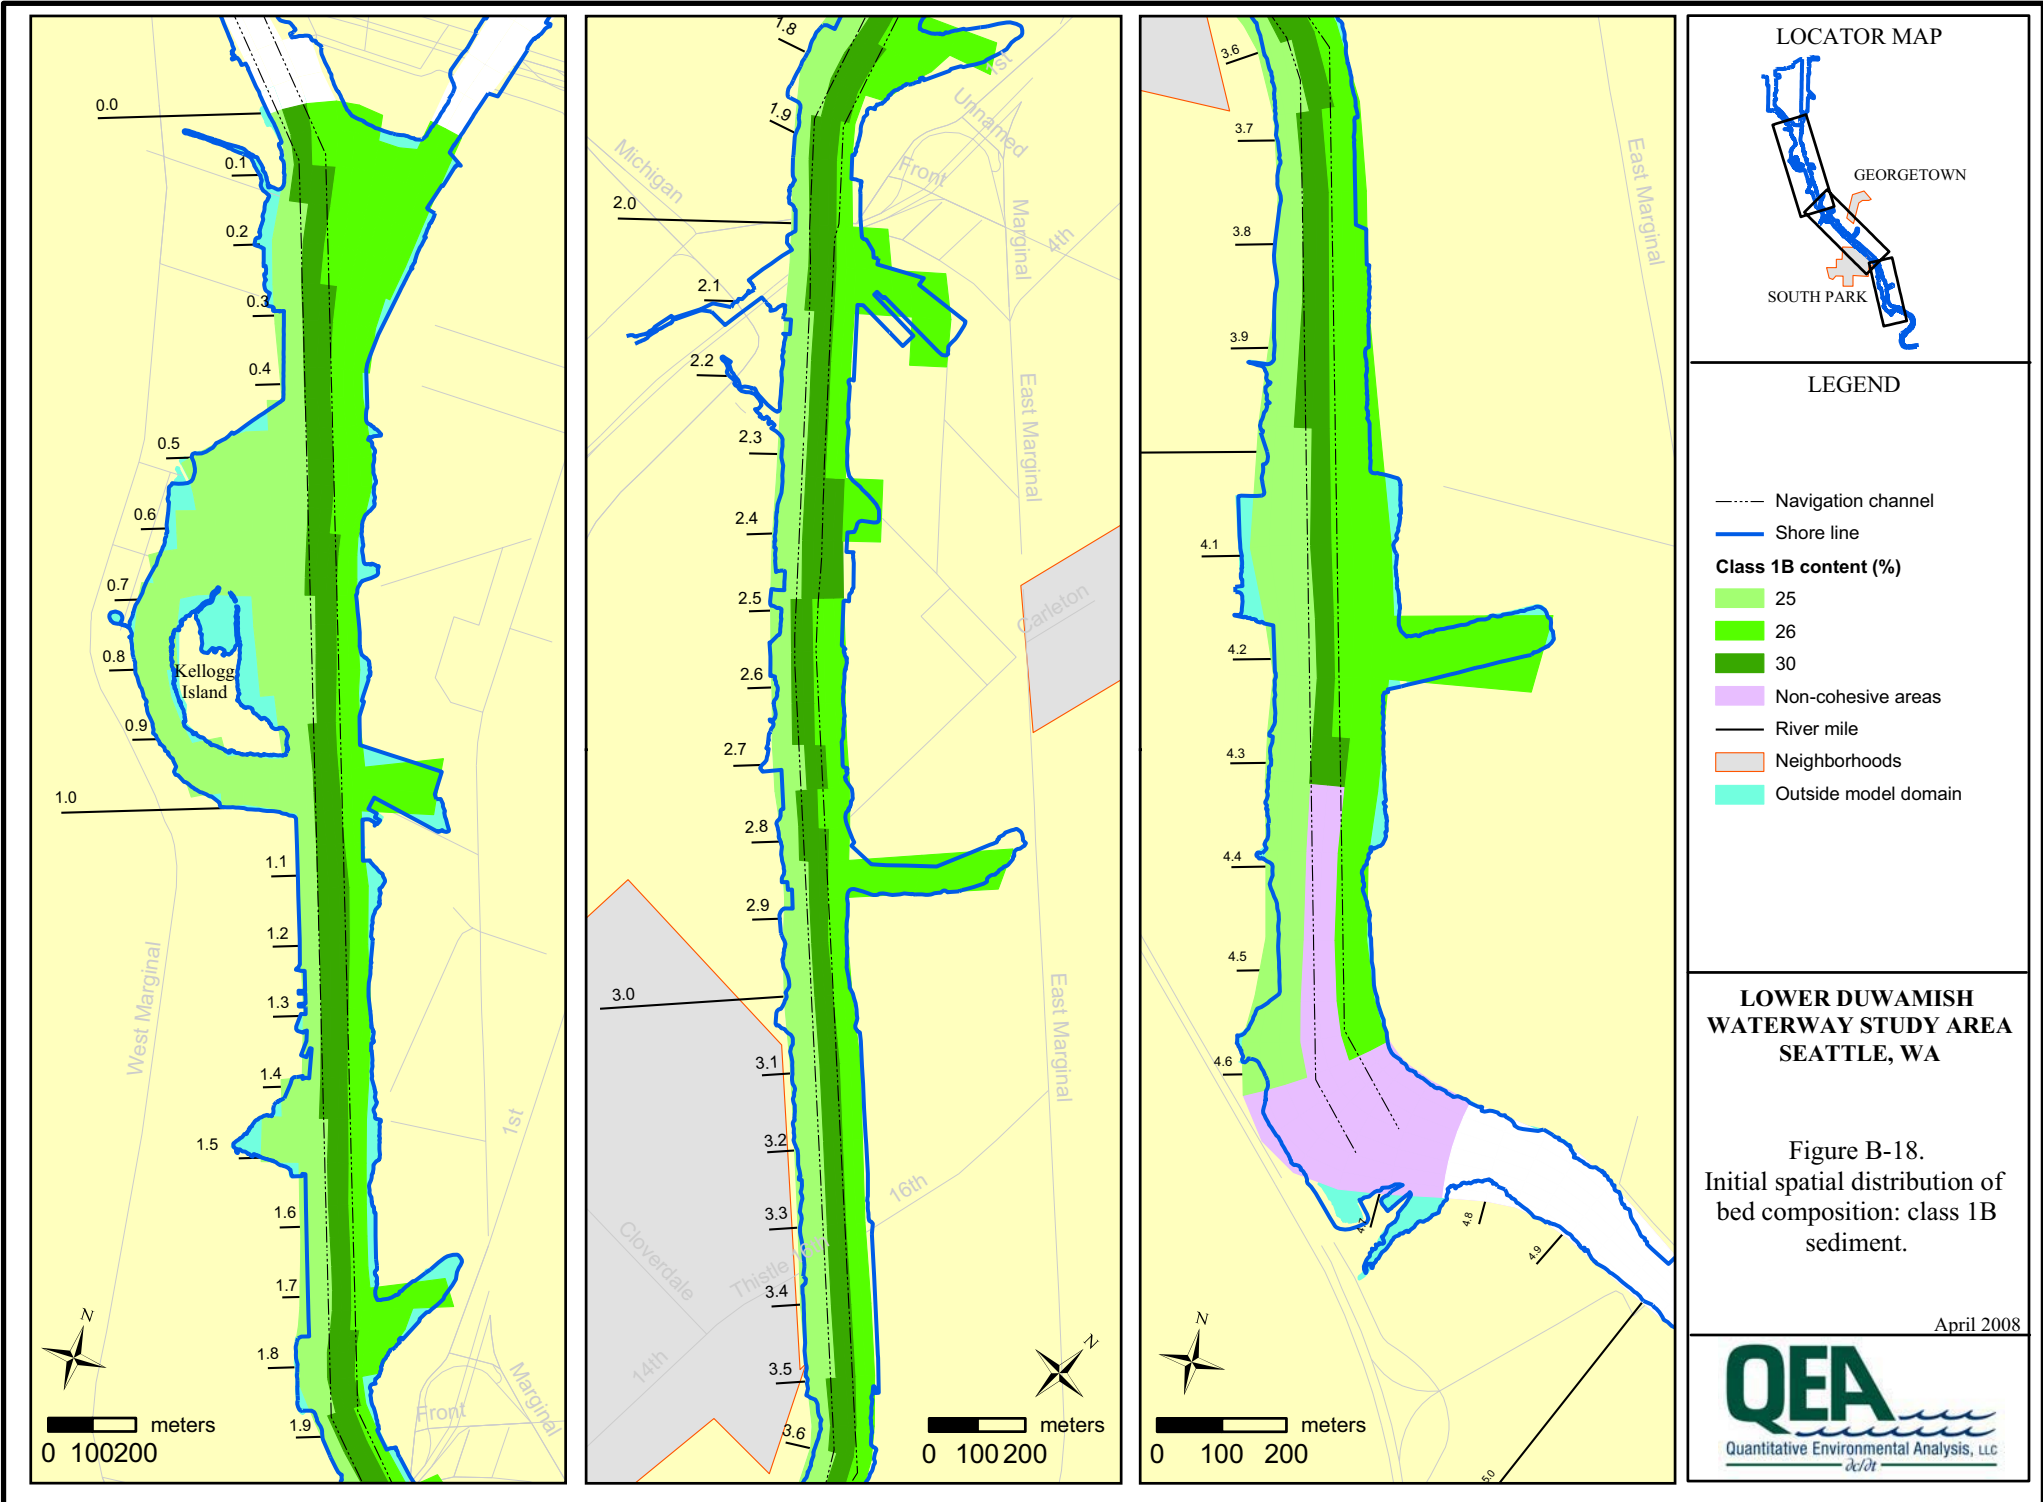 0.0
0.1
0.2
0.3
0.4
0.5
0.6
0.7
0.8
Kellogg
Island
0.9
1.0
1.1
1.2
1.3
1.4
1.5
1.6
1.7
1.8
1.9
West Marginal
1st
Front
Marginal
N
meters
0 100 200
1.8
1.9
2.0
2.1
2.2
2.3
2.4
2.5
2.6
2.7
2.8
2.9
3.0
3.1
3.2
3.3
3.4
3.5
3.6
Michigan
1st
Unnamed
Front
Marginal
4th
East Marginal
Carleton
East Marginal
16th
Cloverdale
Thistle
14th
N
meters
0 100 200
3.6
3.7
3.8
3.9
4.1
4.2
4.3
4.4
4.5
4.6
4.7
4.8
4.9
5.0
East Marginal
N
meters
0 100 200
LOCATOR MAP
GEORGETOWN
SOUTH PARK
LEGEND
Navigation channel
Shore line
Class 1B content (%)
25
26
30
Non-cohesive areas
River mile
Neighborhoods
Outside model domain
LOWER DUWAMISH
WATERWAY STUDY AREA
SEATTLE, WA
Figure B-18.
Initial spatial distribution of
bed composition: class 1B
sediment.
April 2008
QEA
Quantitative Environmental Analysis, LLC
∂c/∂t